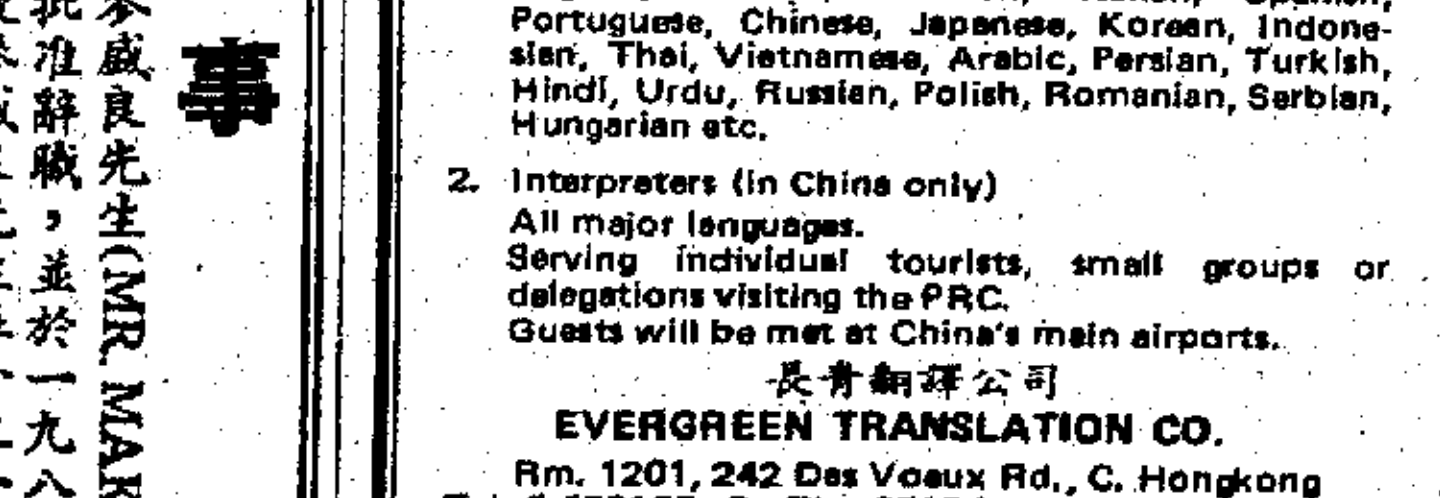 事
盛良先生(MR. MAK
准辭職，並於一九八
Portuguese, Chinese, Japanese, Korean, Indone-
sian, Thai, Vietnamese, Arabic, Persian, Turkish,
Hindi, Urdu, Russian, Polish, Romanian, Serbian,
Hungarian etc.
2. Interpreters (in China only)
All major languages.
Serving individual tourists, small groups or
delegations visiting the PRC.
Guests will be met at China's main airports.
長青翻譯公司
EVERGREEN TRANSLATION CO.
Rm. 1201, 242 Des Voeux Rd., C. Hongkong